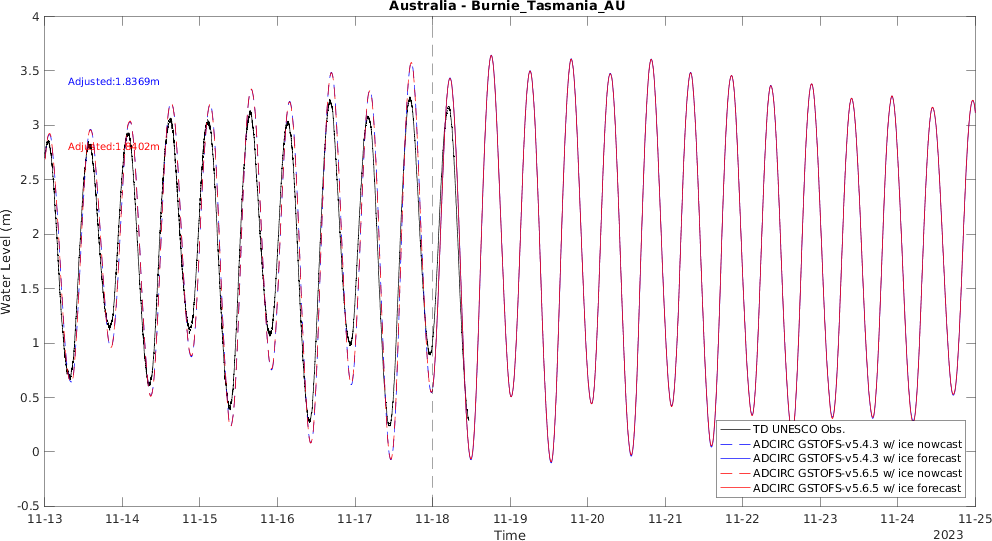 Australia - Burnie_Tasmania_AU
4
3.5
3
2.5
2
1.5
1
0.5
0
-0.5
Water Level (m)
Adjusted:1.8369m
Adjusted:1.8402m
TD UNESCO Obs.
ADCIRC GSTOFS-v5.4.3 w/ ice nowcast
ADCIRC GSTOFS-v5.4.3 w/ ice forecast
ADCIRC GSTOFS-v5.6.5 w/ ice nowcast
ADCIRC GSTOFS-v5.6.5 w/ ice forecast
11-13 11-14 11-15 11-16 11-17 11-18 11-19 11-20 11-21 11-22 11-23 11-24 11-25
Time
2023